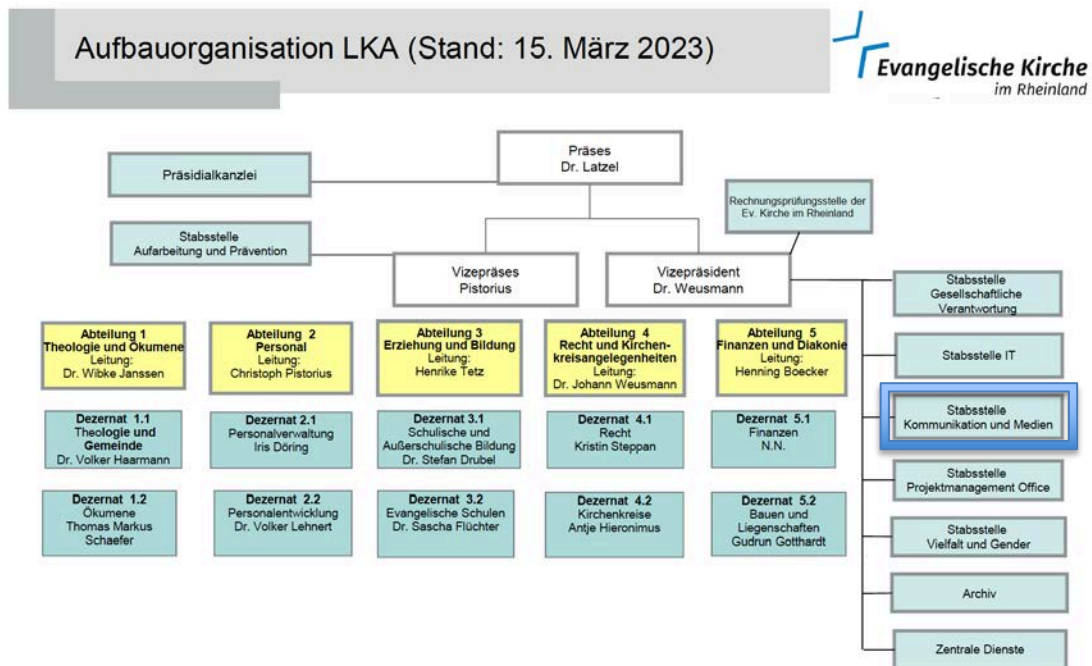 Aufbauorganisation LKA (Stand: 15. März 2023)
Evangelische Kirche
im Rheinland
Präses
Dr. Latzel
Präsidialkanzlei
Rechnungsprüfungsstelle der
Ev. Kirche im Rheinland
Stabsstelle
Aufarbeitung und Prävention
Vizepräses
Pistorius
Vizepräsident
Dr. Weusmann
Stabsstelle
Gesellschaftliche
Verantwortung
Stabsstelle IT
Stabsstelle
Kommunikation und Medien
Stabsstelle
Projektmanagement Office
Stabsstelle
Vielfalt und Gender
Archiv
Zentrale Dienste
Abteilung 1
Theologie und Ökumene
Leitung:
Dr. Wibke Janssen
Abteilung 2
Personal
Leitung:
Christoph Pistorius
Abteilung 3
Erziehung und Bildung
Leitung:
Henrike Tetz
Abteilung 4
Recht und Kirchen-
kreisangelegenheiten
Leitung:
Dr. Johann Weusmann
Abteilung 5
Finanzen und Diakonie
Leitung:
Henning Boecker
Dezernat 1.1
Theologie und
Gemeinde
Dr. Volker Haarmann
Dezernat 2.1
Personalverwaltung
Iris Döring
Dezernat 3.1
Schulische und
Außerschulische Bildung
Dr. Stefan Drubel
Dezernat 4.1
Recht
Kristin Steppan
Dezernat 5.1
Finanzen
N.N.
Dezernat 1.2
Ökumene
Thomas Markus
Schaefer
Dezernat 2.2
Personalentwicklung
Dr. Volker Lehnert
Dezernat 3.2
Evangelische Schulen
Dr. Sascha Flüchter
Dezernat 4.2
Kirchenkreise
Antje Hieronimus
Dezernat 5.2
Bauen und
Liegenschaften
Gudrun Gotthardt